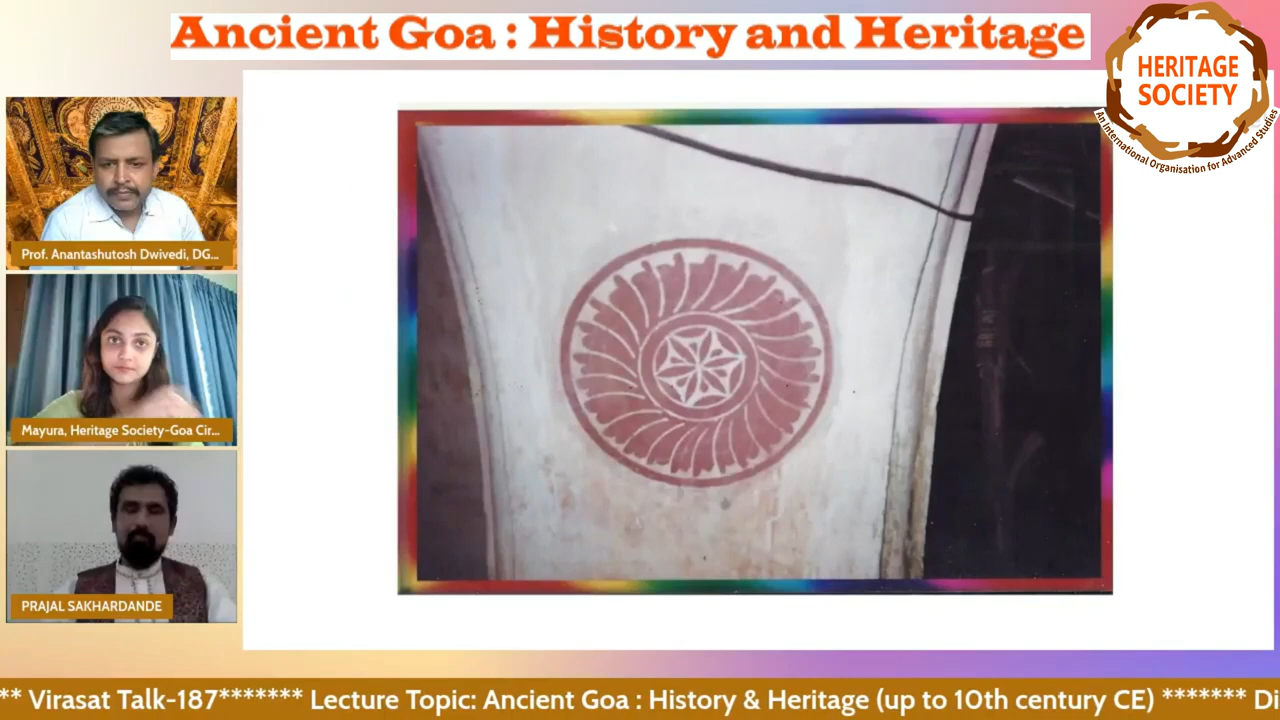 Ancient Goa : History and Heritage
HERITAGE
SOCIETY
An International Organisation for Advanced Studies
Prof. Anantashutosh Dwivedi, DG...
Mayura, Heritage Society-Goa Cir...
PRAJAL SAKHARDANDE
** Virasat Talk-187******* Lecture Topic: Ancient Goa : History & Heritage (up to 10th century CE) ******* Di